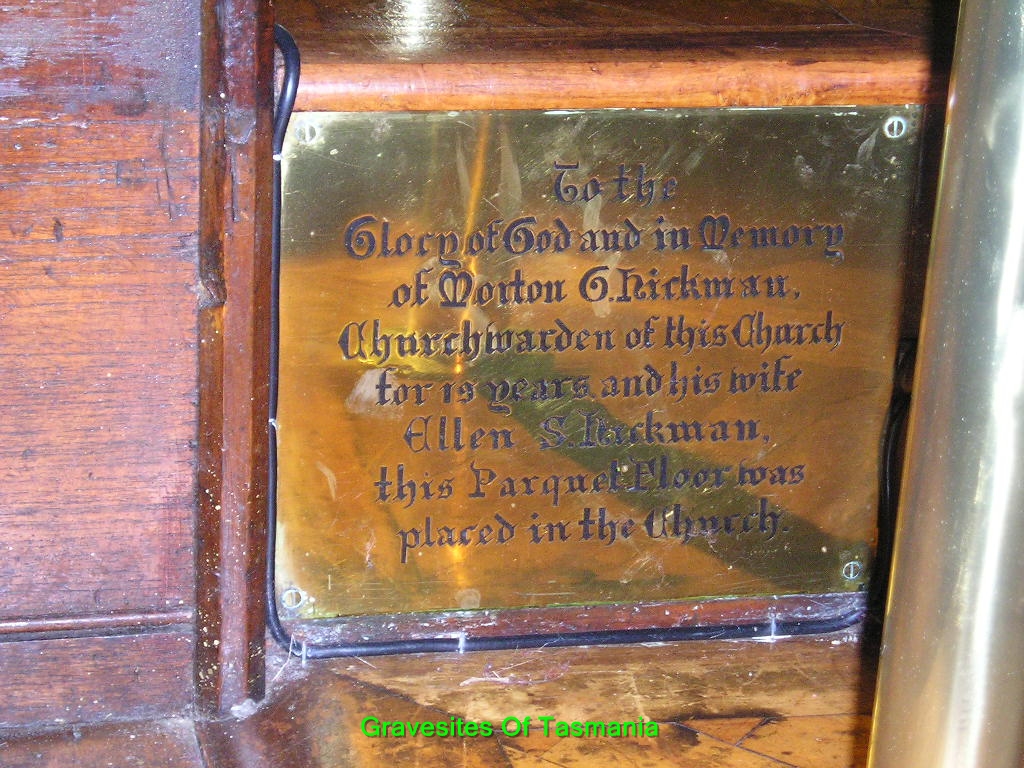 To the
Glory of God and in Memory
of Morton G. Hickman,
Churchwarden of this Church
for 18 years and his wife
Ellen S. Hickman,
this Parquet Floor was
placed in the Church.
Gravesites Of Tasmania